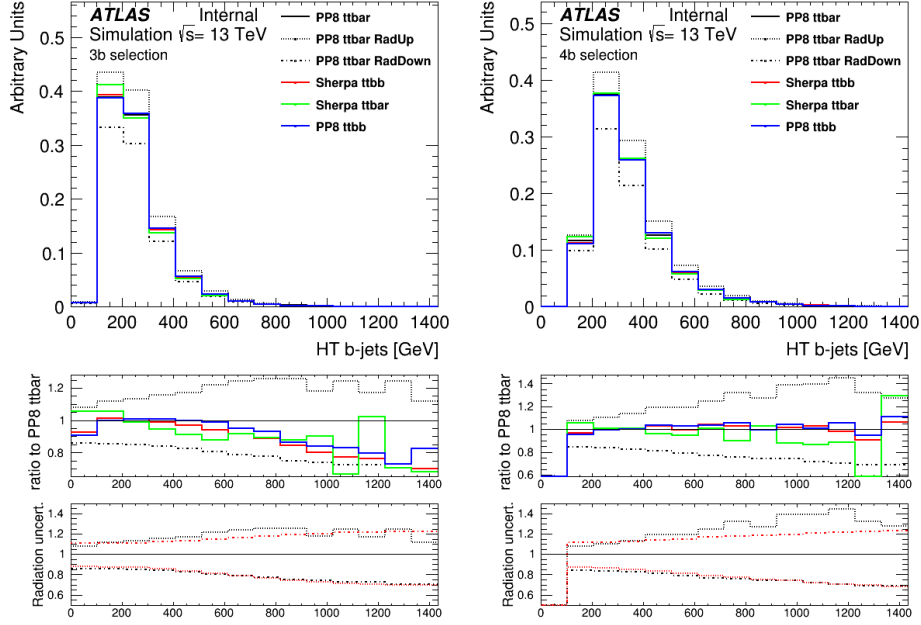 ATLAS Internal
Simulation √s= 13 TeV
3b selection
PP8 ttbar
PP8 ttbar RadUp
PP8 ttbar RadDown
Sherpa ttbb
Sherpa ttbar
PP8 ttbb
Arbitrary Units
0.5
0.4
0.3
0.2
0.1
0
0 200 400 600 800 1000 1200 1400
HT b-jets [GeV]
ratio to PP8 ttbar
1.2
1
0.8
0 200 400 600 800 1000 1200 1400
Radiation uncert.
1.4
1.2
1
0.8
0.6
0 200 400 600 800 1000 1200 1400
ATLAS Internal
Simulation √s= 13 TeV
4b selection
PP8 ttbar
PP8 ttbar RadUp
PP8 ttbar RadDown
Sherpa ttbb
Sherpa ttbar
PP8 ttbb
Arbitrary Units
0.5
0.4
0.3
0.2
0.1
0
0 200 400 600 800 1000 1200 1400
HT b-jets [GeV]
ratio to PP8 ttbar
1.4
1.2
1
0.8
0.6
0 200 400 600 800 1000 1200 1400
Radiation uncert.
1.4
1.2
1
0.8
0.6
0 200 400 600 800 1000 1200 1400